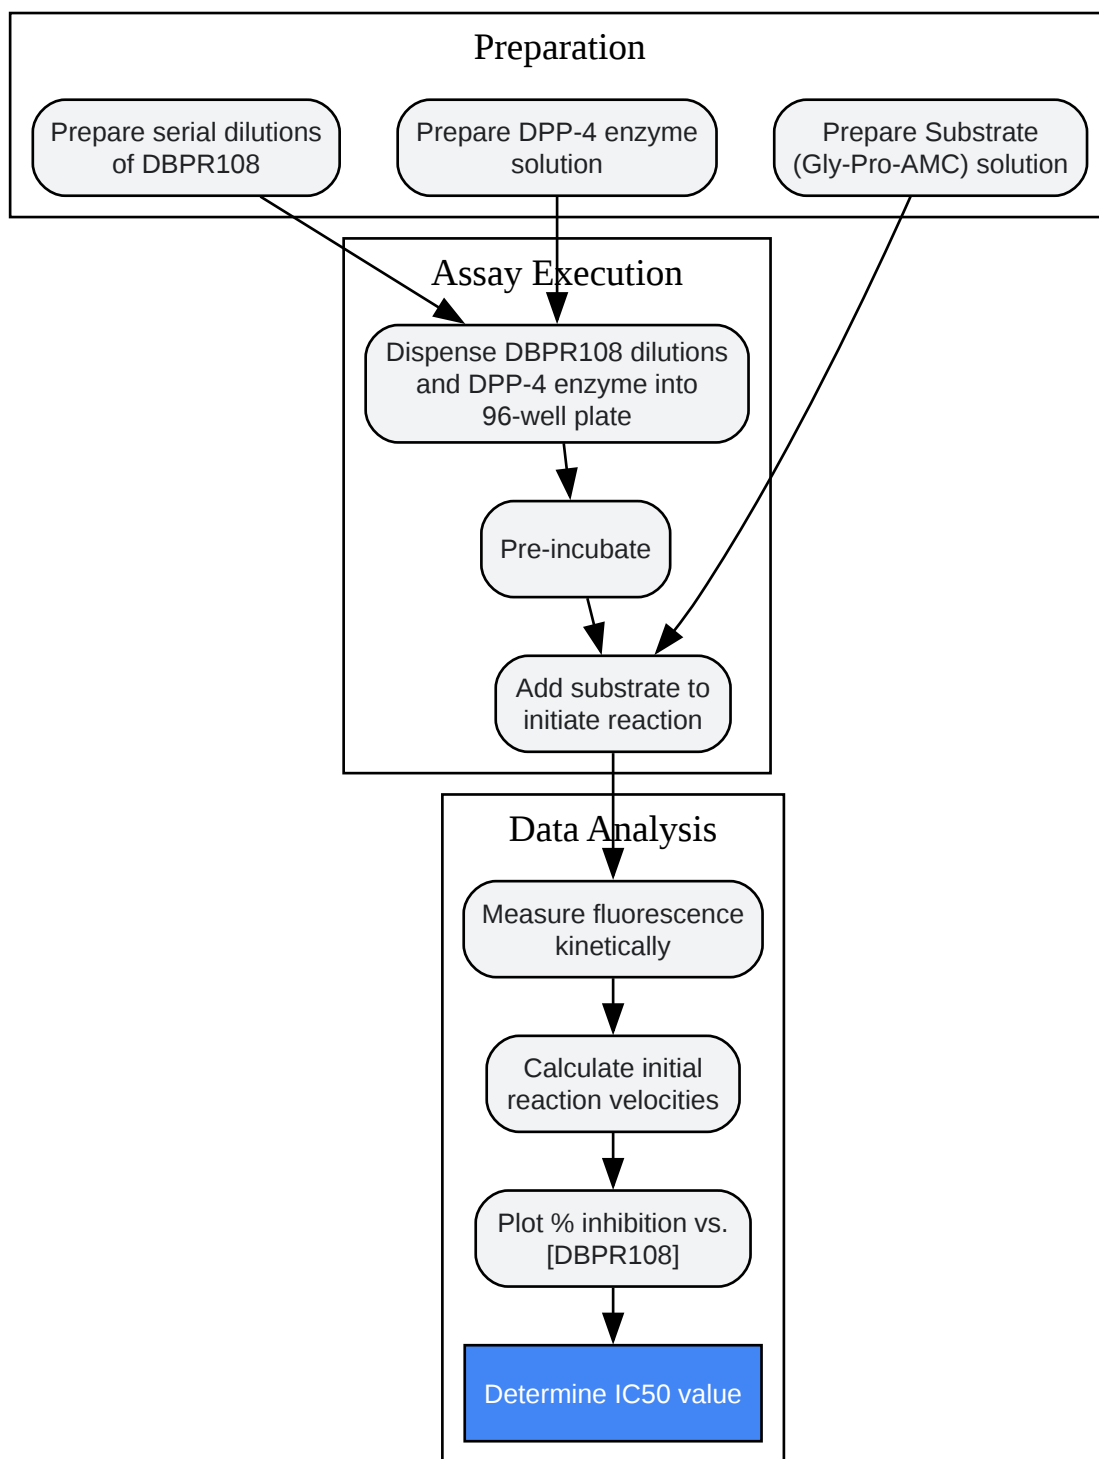 Preparation
Prepare serial dilutions
of DBPR108
Prepare DPP-4 enzyme
solution
Prepare Substrate
(Gly-Pro-AMC) solution
Assay Execution
Dispense DBPR108 dilutions
and DPP-4 enzyme into
96-well plate
Pre-incubate
Add substrate to
initiate reaction
Data Analysis
Measure fluorescence
kinetically
Calculate initial
reaction velocities
Plot % inhibition vs.
[DBPR108]
Determine IC50 value